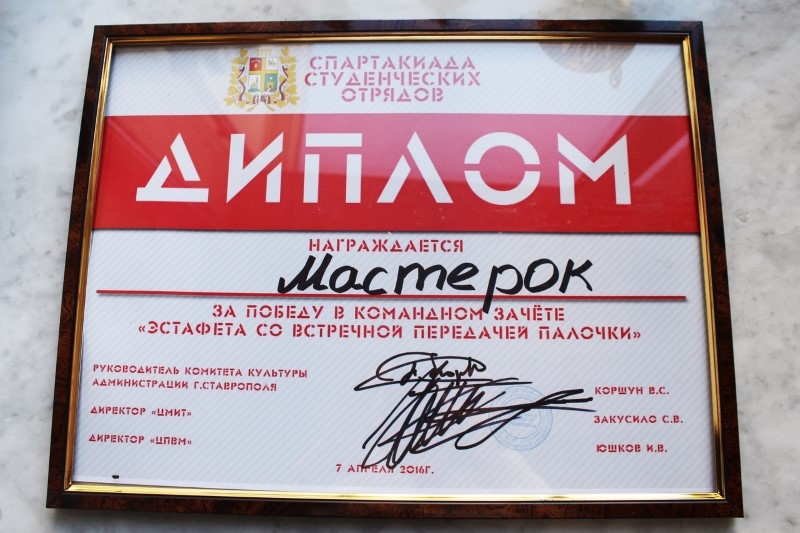 СПАРТАКИАДА
СТУДЕНЧЕСКИХ
ОТРЯДОВ
ДИПЛОМ
НАГРАЖДАЕТСЯ
Мастерок
ЗА ПОБЕДУ В КОМАНДНОМ ЗАЧЁТЕ
«ЭСТАФЕТА СО ВСТРЕЧНОЙ ПЕРЕДАЧЕЙ ПАЛОЧКИ»
РУКОВОДИТЕЛЬ КОМИТЕТА КУЛЬТУРЫ
АДМИНИСТРАЦИИ Г.СТАВРОПОЛЯ
КОРШУН В.С.
ДИРЕКТОР «ЦМИТ»
ЗАКУСИЛО С.В.
ДИРЕКТОР «ЦПВМ»
ЮШКОВ И.В.
7 АПРЕЛЯ 2016Г.